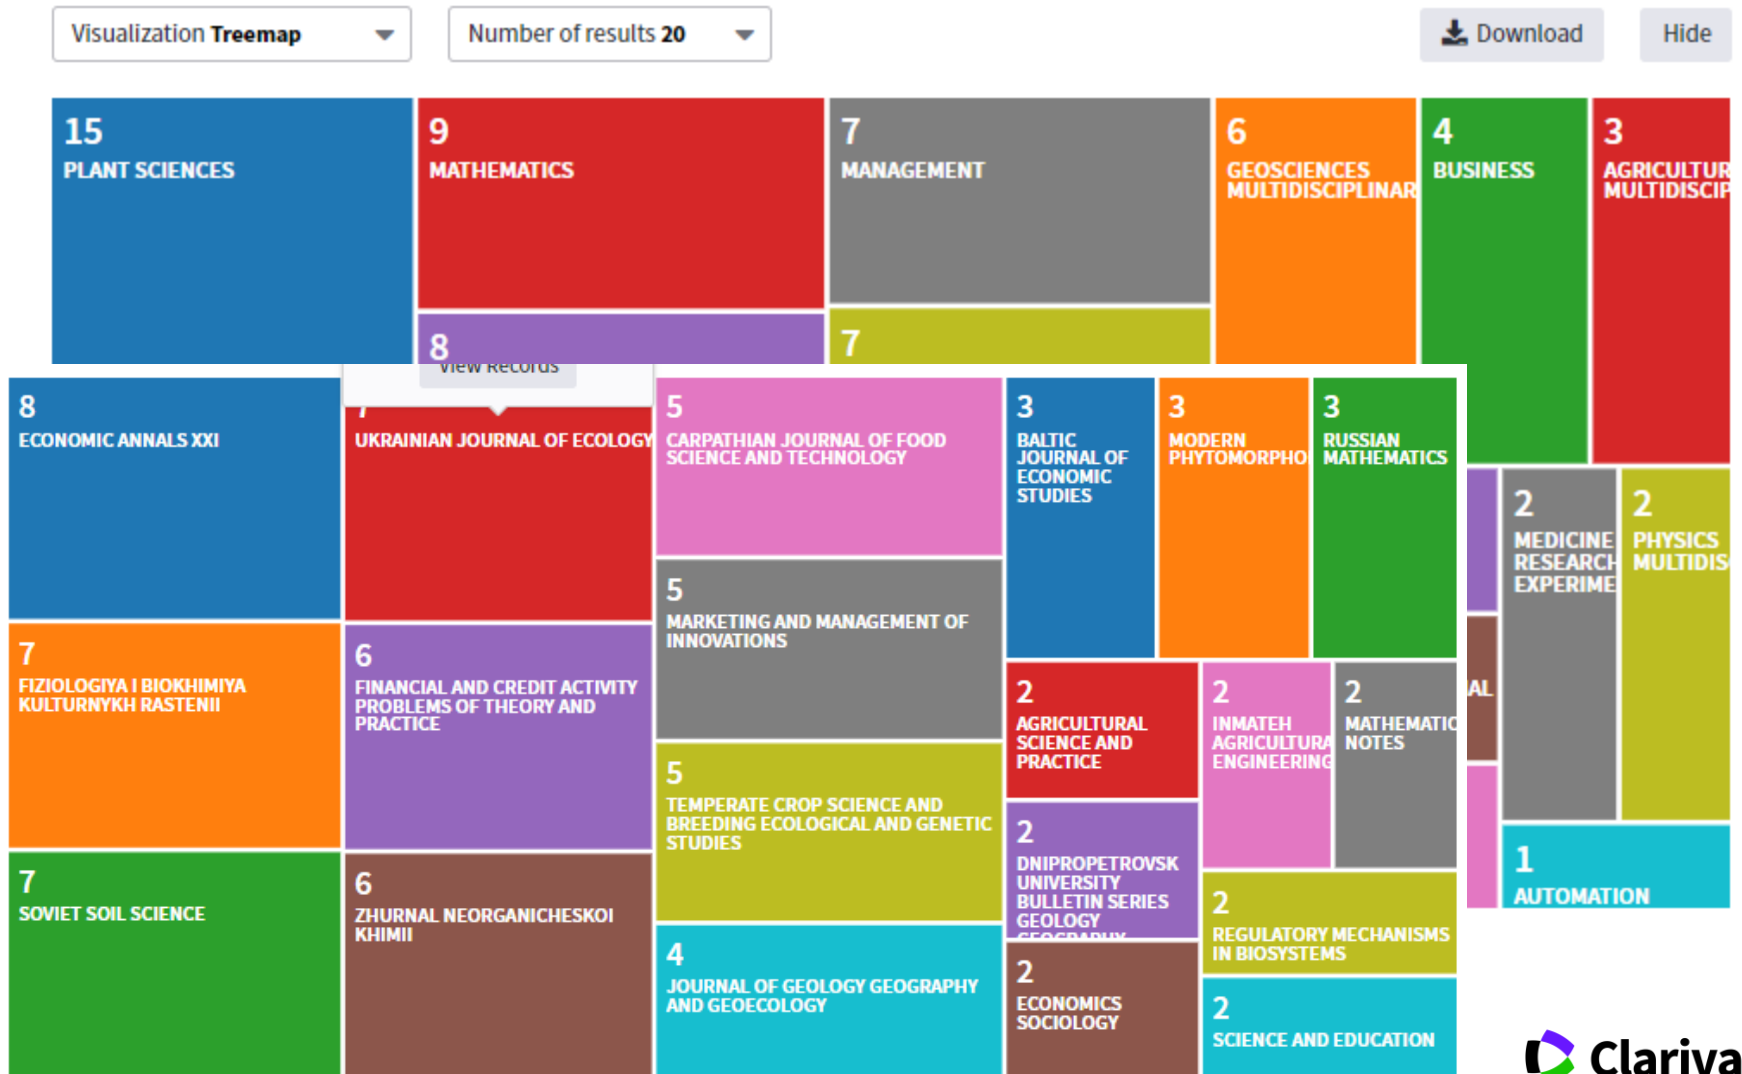 Visualization Treemap
Number of results 20
Download
Hide
15
PLANT SCIENCES
9
MATHEMATICS
7
MANAGEMENT
6
GEOSCIENCES
MULTIDISCIPLINAR
4
BUSINESS
3
AGRICULTUR
MULTIDISCIP
8
7
View Records
8
ECONOMIC ANNALS XXI
7
UKRAINIAN JOURNAL OF ECOLOGY
5
CARPATHIAN JOURNAL OF FOOD
SCIENCE AND TECHNOLOGY
3
BALTIC
JOURNAL OF
ECONOMIC
STUDIES
3
MODERN
PHYTOMORPHO
3
RUSSIAN
MATHEMATICS
2
MEDICINE
RESEARCH
EXPERIME
2
PHYSICS
MULTIDIS
5
MARKETING AND MANAGEMENT OF
INNOVATIONS
7
FIZIOLOGIYA I BIOKHIMIYA
KULTURNYKH RASTENII
6
FINANCIAL AND CREDIT ACTIVITY
PROBLEMS OF THEORY AND
PRACTICE
2
AGRICULTURAL
SCIENCE AND
PRACTICE
2
INMATEH
AGRICULTURA
ENGINEERING
2
MATHEMATIC
NOTES
AL
5
TEMPERATE CROP SCIENCE AND
BREEDING ECOLOGICAL AND GENETIC
STUDIES
2
DNIPROPETROVSK
UNIVERSITY
BULLETIN SERIES
GEOLOGY
GEOGRAPHY
1
AUTOMATION
7
SOVIET SOIL SCIENCE
6
ZHURNAL NEORGANICHESKOI
KHIMII
2
REGULATORY MECHANISMS
IN BIOSYSTEMS
4
JOURNAL OF GEOLOGY GEOGRAPHY
AND GEOECOLOGY
2
ECONOMICS
SOCIOLOGY
2
SCIENCE AND EDUCATION
Clariva